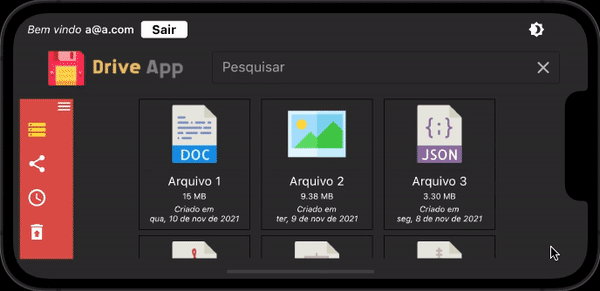 Bem vindo a@a.com Sair
Drive App
Pesquisar
DOC
JSON
Arquivo 1
Arquivo 2
Arquivo 3
15 MB
9.38 MB
3.30 MB
Criado em
Criado em
Criado em
qua, 10 de nov de 2021
ter, 9 de nov de 2021
seg, 8 de nov de 2021